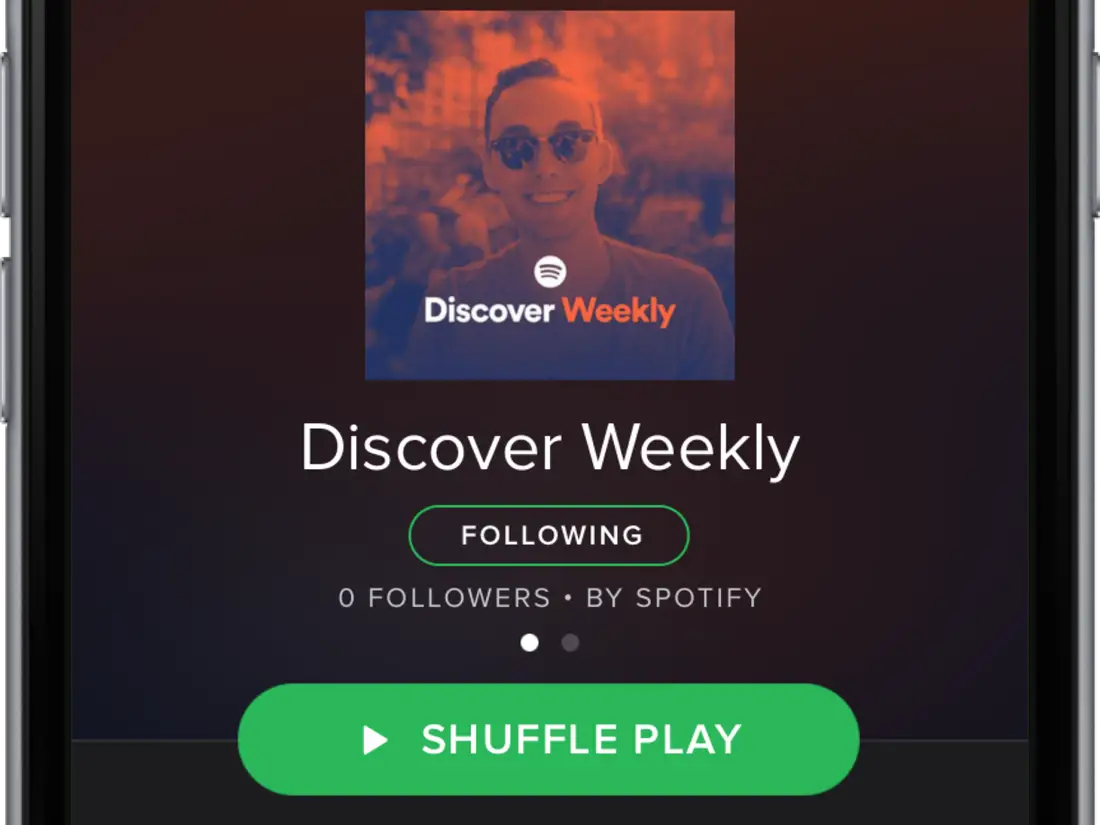 Discover Weekly
Discover Weekly
FOLLOWING
0 FOLLOWERS • BY SPOTIFY
SHUFFLE PLAY